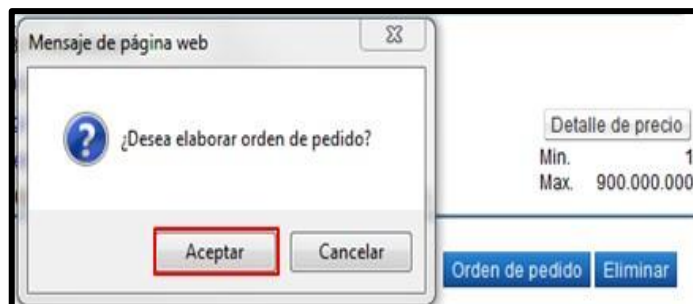 Mensaje de página web
¿Desea elaborar orden de pedido?
Aceptar
Cancelar
Detalle de precio
Min. 1
Max. 900.000.000
Orden de pedido
Eliminar